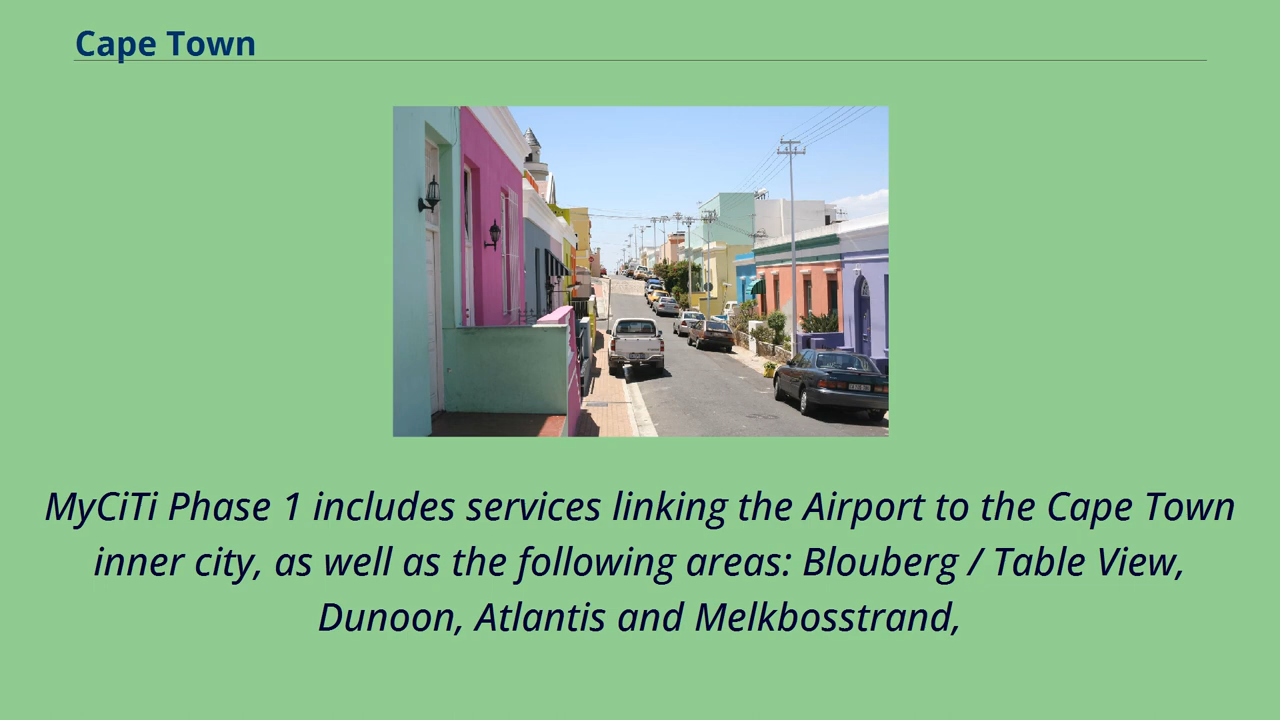 Cape Town
MyCiTi Phase 1 includes services linking the Airport to the Cape Town
inner city, as well as the following areas: Blouberg / Table View,
Dunoon, Atlantis and Melkbosstrand,